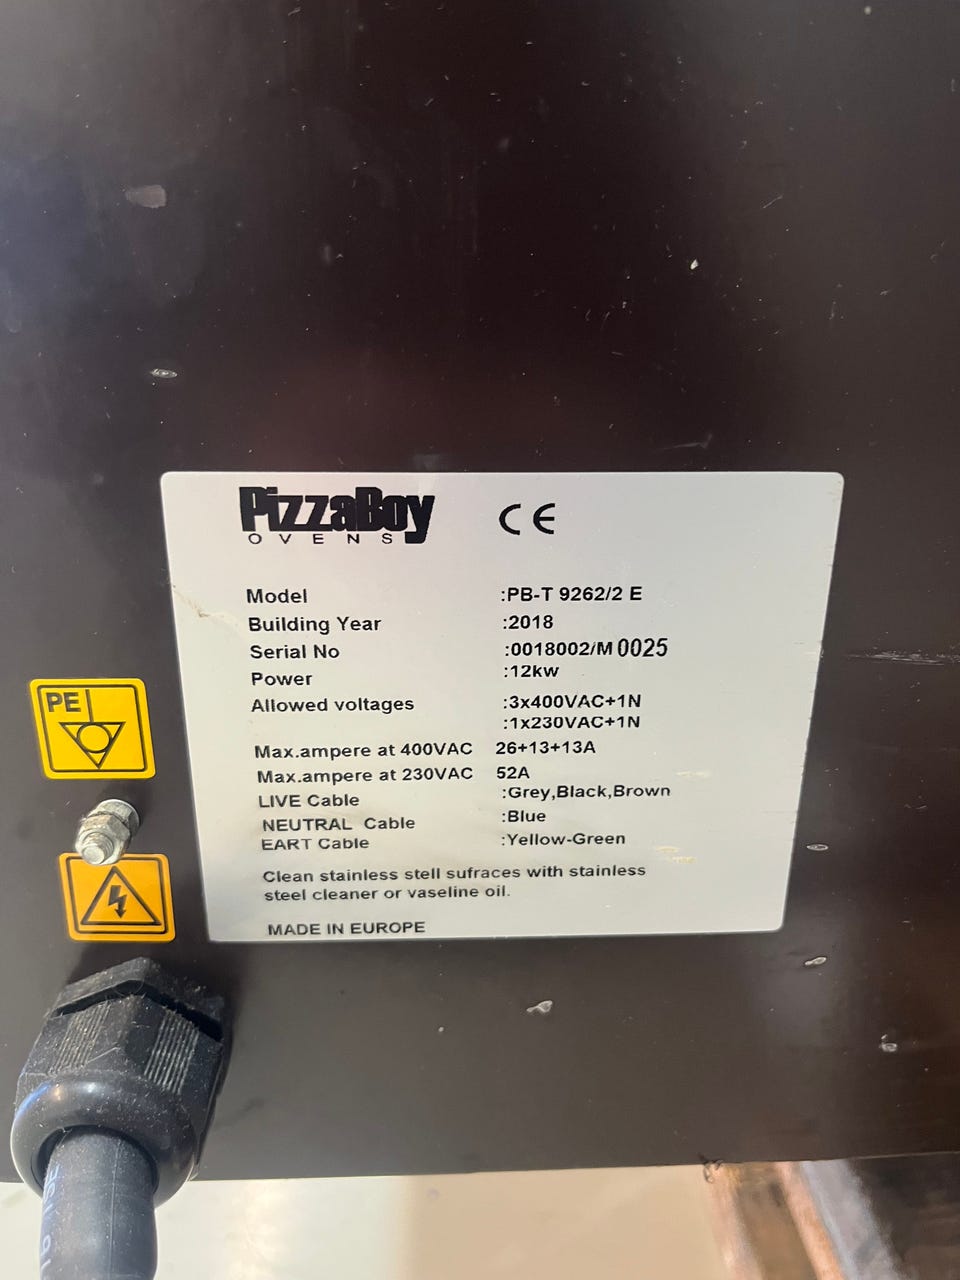 PizzaBoy CE
OVENS
Model :PB-T 9262/2 E
Building Year :2018
Serial No :0018002/M 0025
Power :12kw
Allowed voltages :3x400VAC+1N
:1x230VAC+1N
Max.ampere at 400VAC 26+13+13A
Max.ampere at 230VAC 52A
LIVE Cable :Grey,Black,Brown
NEUTRAL Cable :Blue
EART Cable :Yellow-Green
Clean stainless stell sufraces with stainless
steel cleaner or vaseline oil.
MADE IN EUROPE
PE